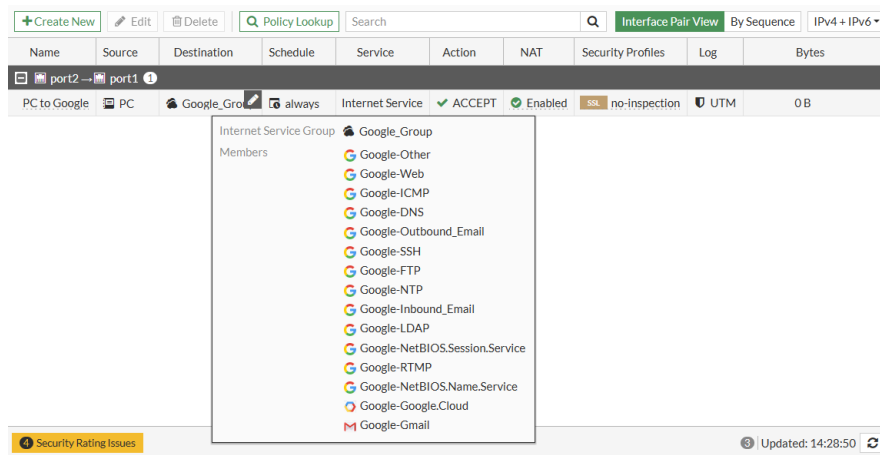 Create New Edit Delete Policy Lookup Search Interface Pair View By Sequence IPv4 + IPv6
Name Source Destination Schedule Service Action NAT Security Profiles Log Bytes
port2 → port1 1
PC to Google PC Google_Grou always Internet Service ACCEPT Enabled SSL no-inspection UTM 0 B
Internet Service Group Google_Group
Members Google-Other
Google-Web
Google-ICMP
Google-DNS
Google-Outbound_Email
Google-SSH
Google-FTP
Google-NTP
Google-Inbound_Email
Google-LDAP
Google-NetBIOS.Session.Service
Google-RTMP
Google-NetBIOS.Name.Service
Google-Google.Cloud
Google-Gmail
4 Security Rating Issues 3 Updated: 14:28:50